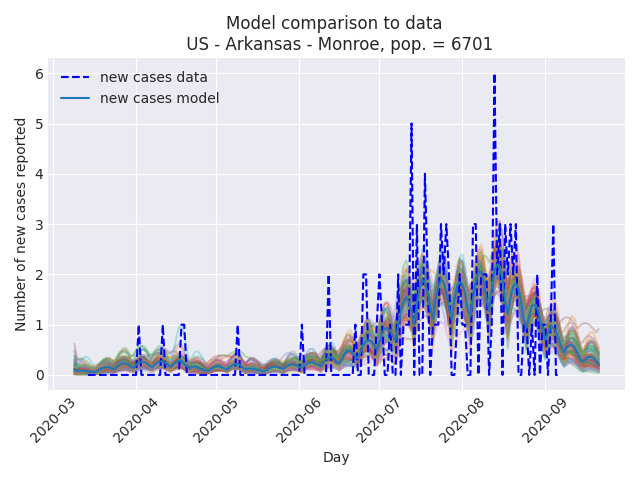 Model comparison to data
US - Arkansas - Monroe, pop. = 6701
new cases data
new cases model
Number of new cases reported
6
5
4
3
2
1
0
2020-03
2020-04
2020-05
2020-06
2020-07
2020-08
2020-09
Day